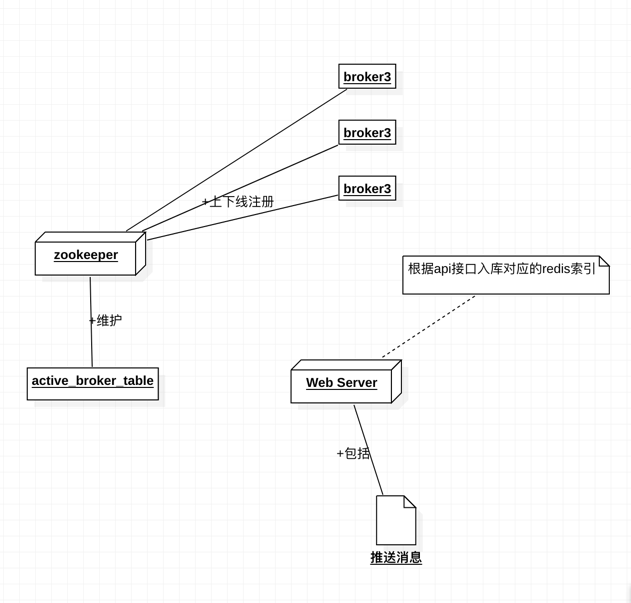 broker3
broker3
broker3
+上下线注册
zookeeper
根据api接口入库对应的redis索引
+维护
active_broker_table
Web Server
+包括
推送消息